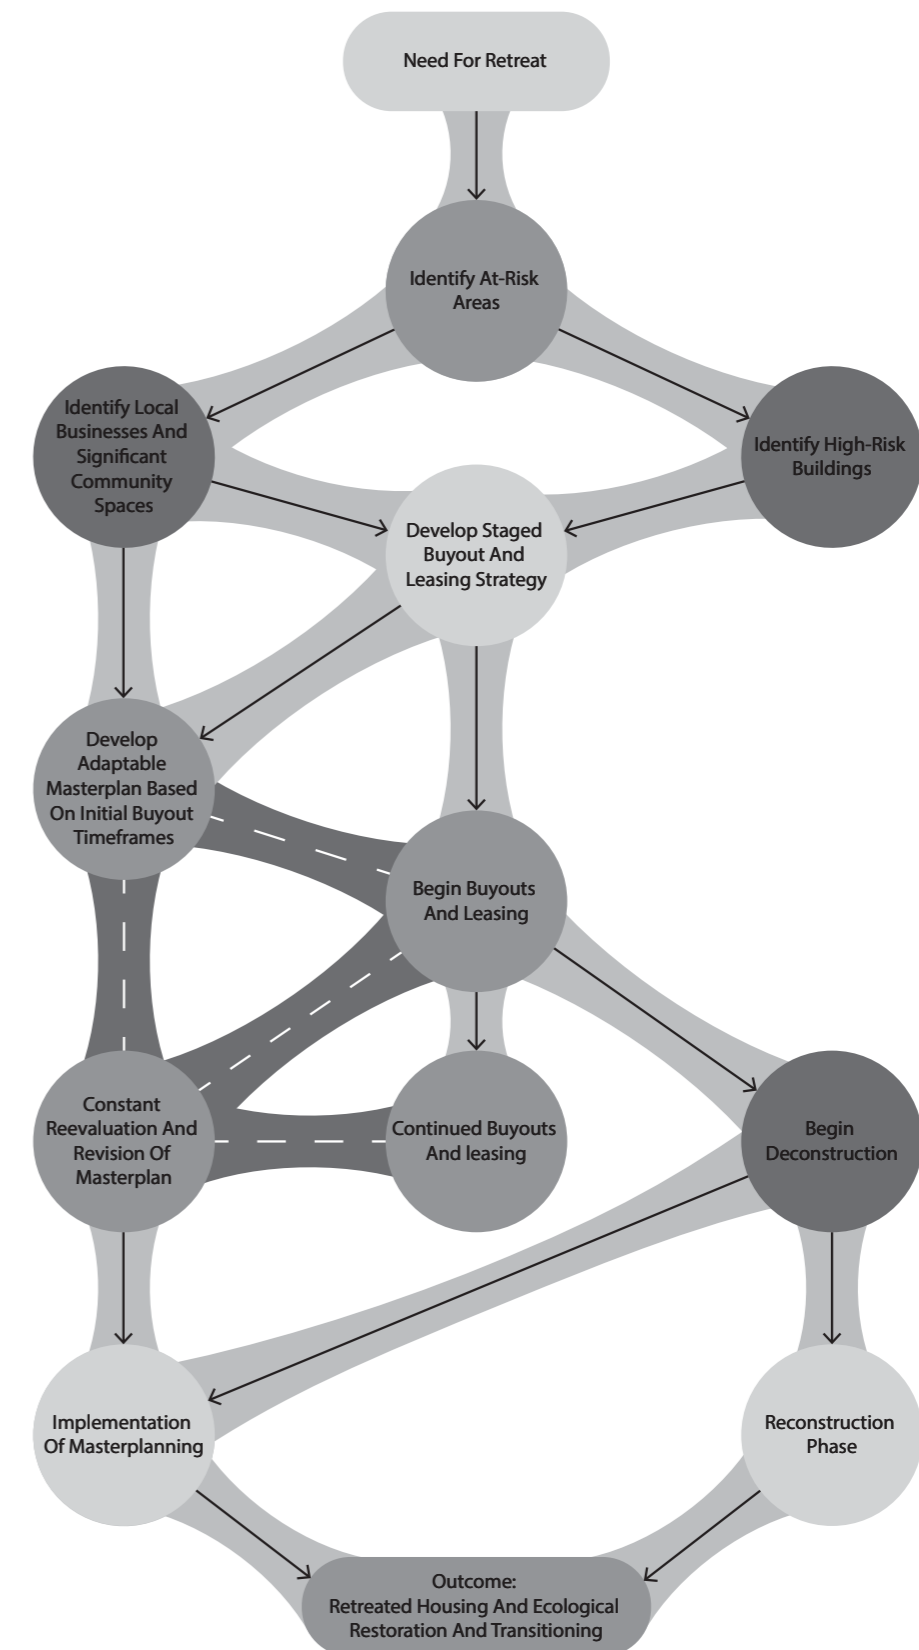 Need For Retreat
Identify At-Risk
Areas
Identify Local
Businesses And
Significant
Community
Spaces
Identify High-Risk
Buildings
Develop Staged
Buyout And
Leasing Strategy
Develop
Adaptable
Masterplan Based
On Initial Buyout
Timeframes
Begin Buyouts
And Leasing
Constant
Reevaluation And
Revision Of
Masterplan
Continued Buyouts
And leasing
Begin
Deconstruction
Implementation
Of Masterplanning
Reconstruction
Phase
Outcome:
Retreated Housing And Ecological
Restoration And Transitioning